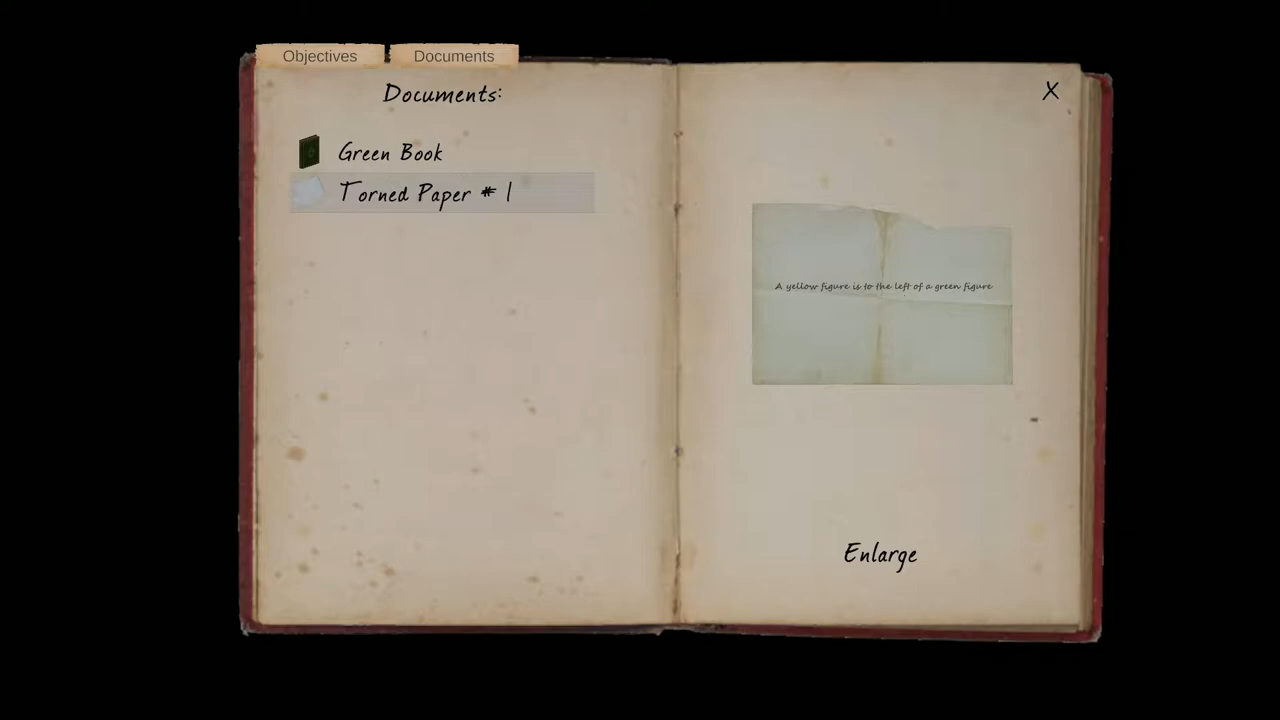 Objectives
Documents
Documents:
X
Green Book
Torned Paper # 1
A yellow figure is to the left of a green figure
Enlarge